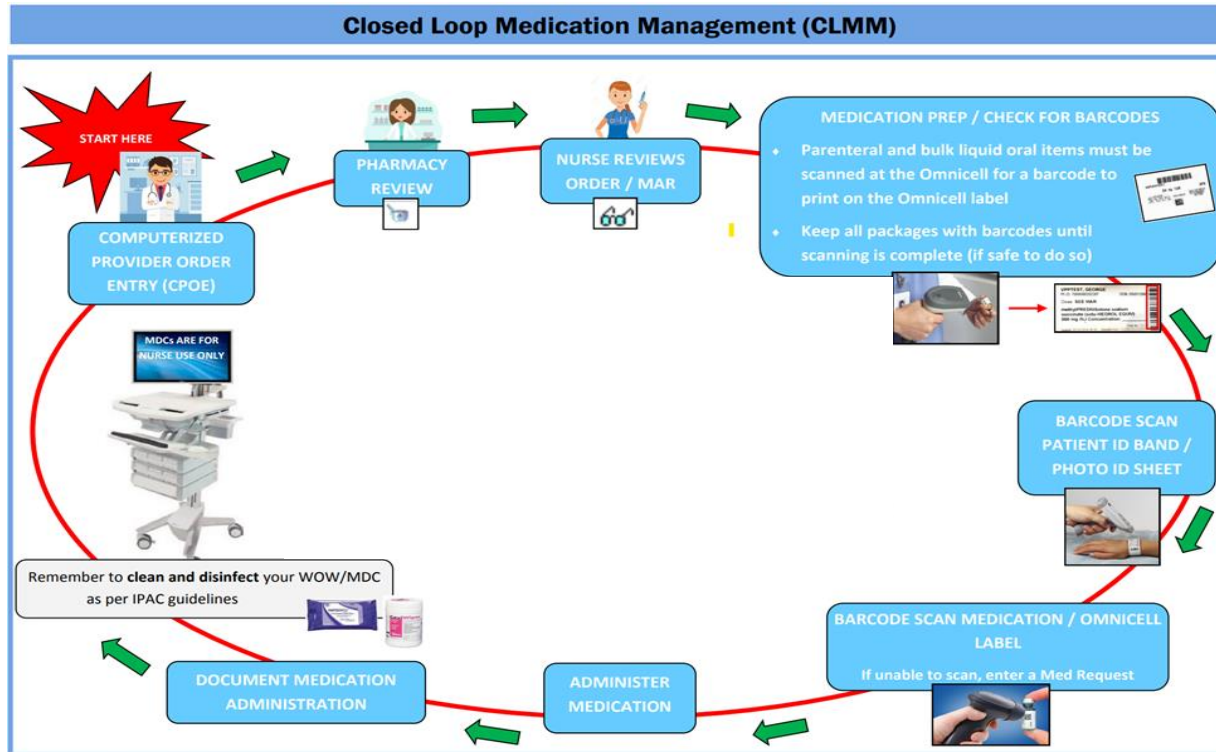 Closed Loop Medication Management (CLMM)
START HERE
COMPUTERIZED
PROVIDER ORDER
ENTRY (CPOE)
PHARMACY
REVIEW
NURSE REVIEWS
ORDER / MAR
MEDICATION PREP / CHECK FOR BARCODES
Parenteral and bulk liquid oral items must be
scanned at the Omnicell for a barcode to
print on the Omnicell label
Keep all packages with barcodes until
scanning is complete (if safe to do so)
UPPTEST, GEORGE
BARCODE SCAN
PATIENT ID BAND /
PHOTO ID SHEET
BARCODE SCAN MEDICATION / OMNICELL
LABEL
If unable to scan, enter a Med Request
ADMINISTER
MEDICATION
DOCUMENT MEDICATION
ADMINISTRATION
MDCs ARE FOR
NURSE USE ONLY
Remember to clean and disinfect your WOW/MDC
as per IPAC guidelines